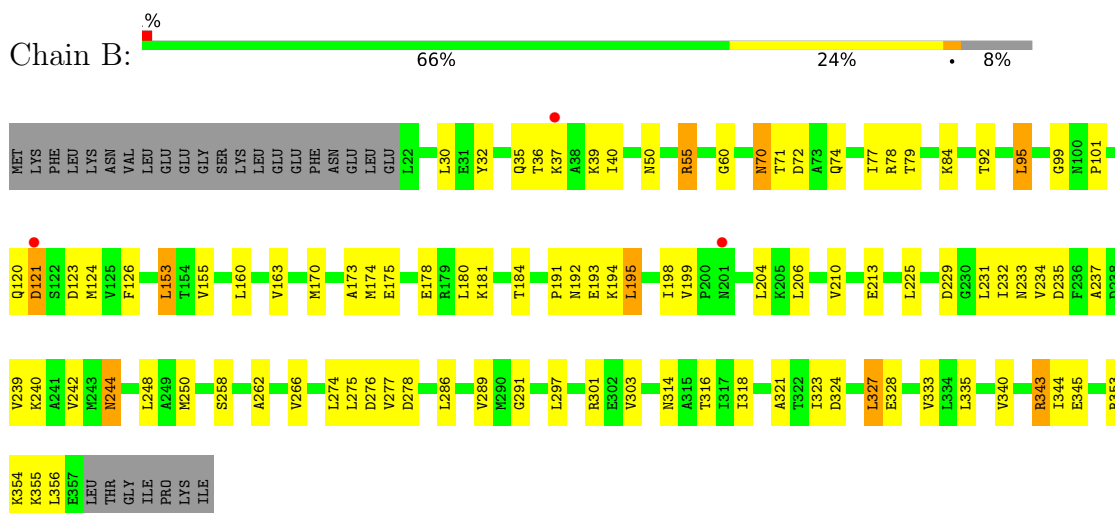 .%
Chain B:
66% 24% • 8%
MET LYS PHE LEU LYS ASN VAL LEU GLU GLU GLY SER LYS LEU GLU GLU PHE ASN GLU LEU GLU L22 L30 E31 Y32 Q35 T36 K37 A38 K39 I40 N50 R55 G60 N70 T71 D72 A73 Q74 I77 R78 T79 K84 T92 L95 G99 N100 P101
Q120 D121 S122 D123 M124 V125 F126 L153 T154 V155 L160 V163 M170 A173 M174 E175 E178 R179 L180 K181 T184 P191 N192 E193 K194 L195 I198 V199 P200 N201 L204 K205 L206 V210 E213 L225 D229 G230 L231 I232 N233 V234 D235 F236 A237 D238
V239 K240 A241 V242 M243 N244 L248 A249 M250 S258 A262 V266 L274 L275 D276 V277 D278 L286 V289 M290 G291 L297 R301 E302 V303 N314 A315 T316 I317 I318 A321 T322 I323 D324 L327 E328 V333 L334 L335 V340 R343 I344 E345 R353
K354 K355 L356 E357 LEU THR GLY ILE PRO LYS ILE